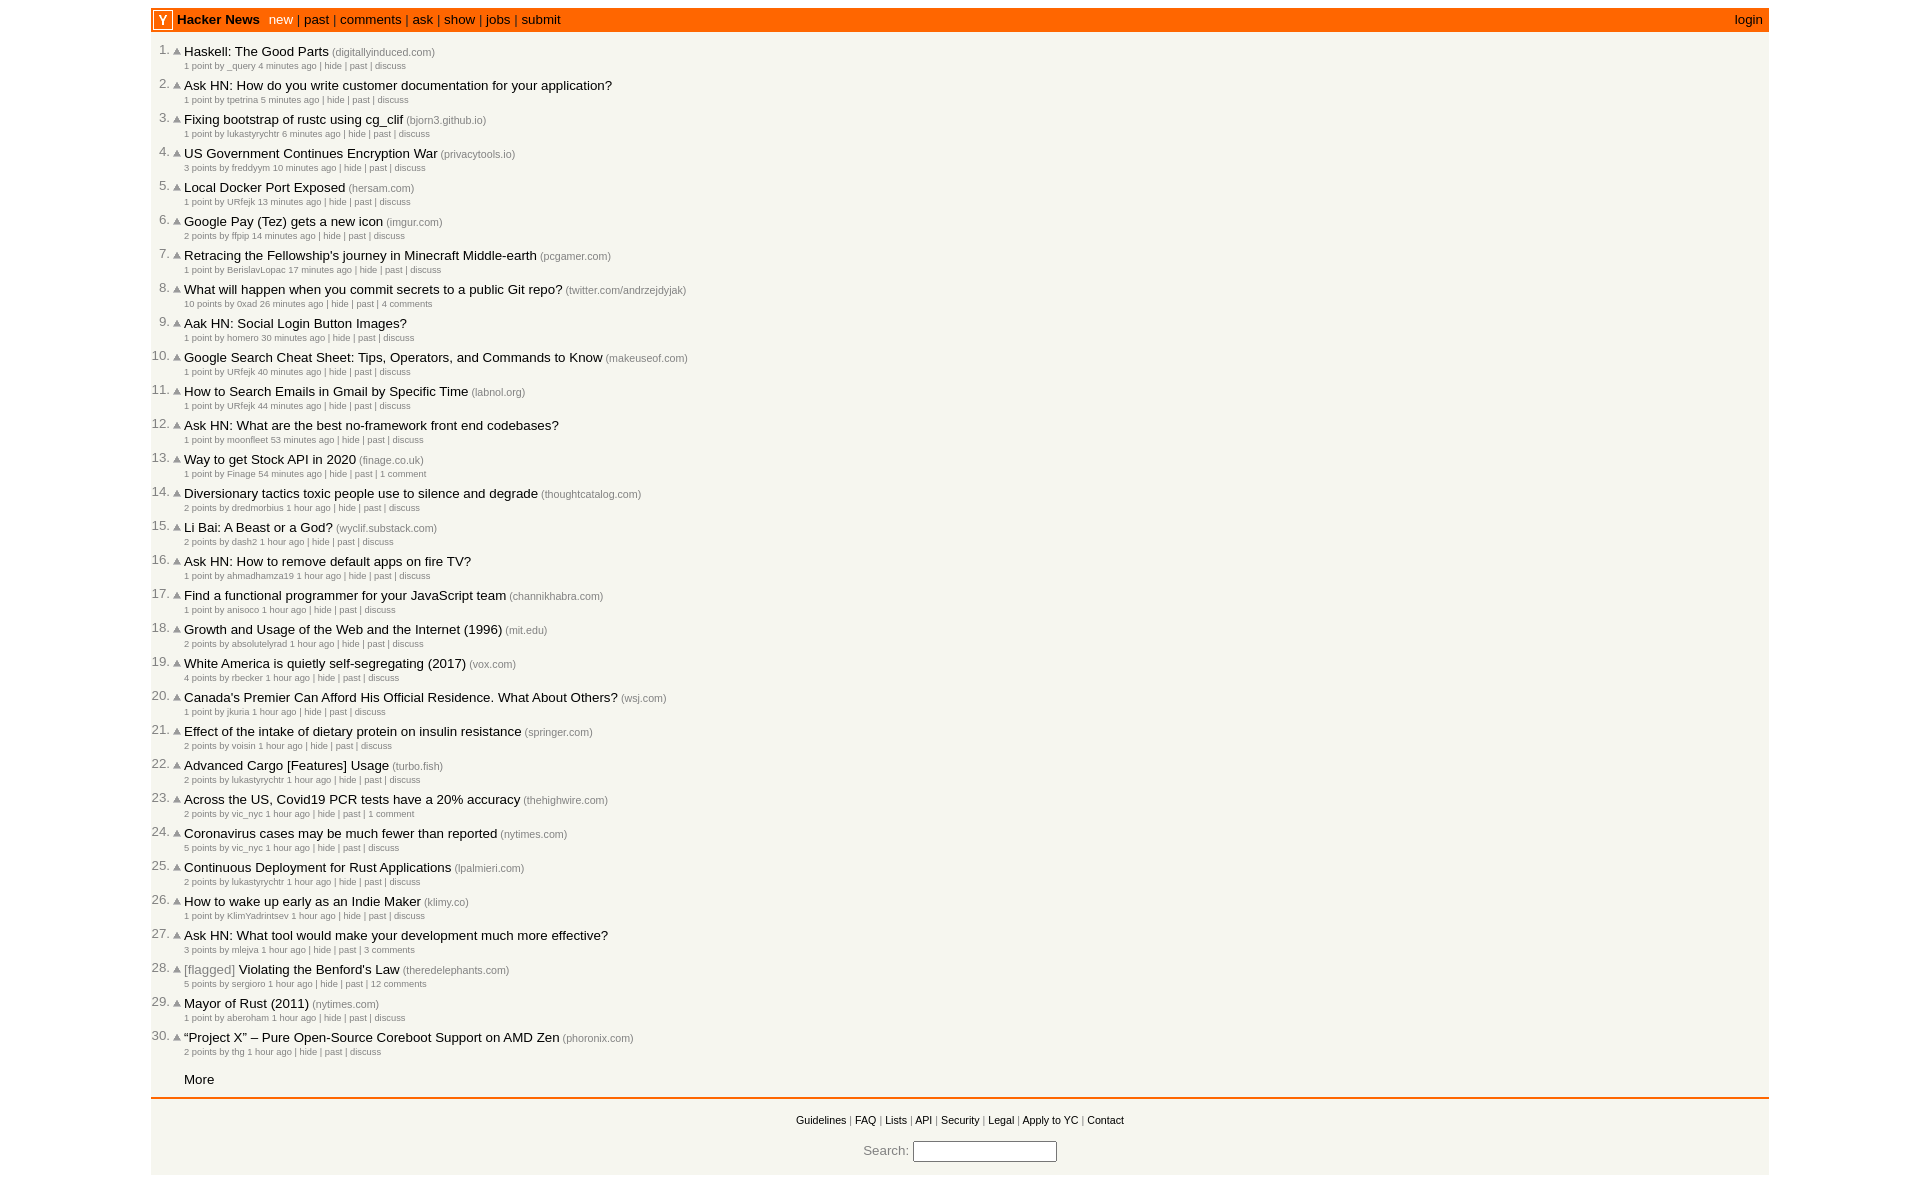 Y Hacker News new | past | comments | ask | show | jobs | submit login
1. Haskell: The Good Parts (digitallyinduced.com)
1 point by _query 4 minutes ago | hide | past | discuss
2. Ask HN: How do you write customer documentation for your application?
1 point by tpetrina 5 minutes ago | hide | past | discuss
3. Fixing bootstrap of rustc using cg_clif (bjorn3.github.io)
1 point by lukastyrychtr 6 minutes ago | hide | past | discuss
4. US Government Continues Encryption War (privacytools.io)
3 points by freddyym 10 minutes ago | hide | past | discuss
5. Local Docker Port Exposed (hersam.com)
1 point by URfejk 13 minutes ago | hide | past | discuss
6. Google Pay (Tez) gets a new icon (imgur.com)
2 points by ffpip 14 minutes ago | hide | past | discuss
7. Retracing the Fellowship's journey in Minecraft Middle-earth (pcgamer.com)
1 point by BerislavLopac 17 minutes ago | hide | past | discuss
8. What will happen when you commit secrets to a public Git repo? (twitter.com/andrzejdyjak)
10 points by 0xad 26 minutes ago | hide | past | 4 comments
9. Aak HN: Social Login Button Images?
1 point by homero 30 minutes ago | hide | past | discuss
10. Google Search Cheat Sheet: Tips, Operators, and Commands to Know (makeuseof.com)
1 point by URfejk 40 minutes ago | hide | past | discuss
11. How to Search Emails in Gmail by Specific Time (labnol.org)
1 point by URfejk 44 minutes ago | hide | past | discuss
12. Ask HN: What are the best no-framework front end codebases?
1 point by moonfleet 53 minutes ago | hide | past | discuss
13. Way to get Stock API in 2020 (finage.co.uk)
1 point by Finage 54 minutes ago | hide | past | 1 comment
14. Diversionary tactics toxic people use to silence and degrade (thoughtcatalog.com)
2 points by dredmorbius 1 hour ago | hide | past | discuss
15. Li Bai: A Beast or a God? (wyclif.substack.com)
2 points by dash2 1 hour ago | hide | past | discuss
16. Ask HN: How to remove default apps on fire TV?
1 point by ahmadhamza19 1 hour ago | hide | past | discuss
17. Find a functional programmer for your JavaScript team (channikhabra.com)
1 point by anisoco 1 hour ago | hide | past | discuss
18. Growth and Usage of the Web and the Internet (1996) (mit.edu)
2 points by absolutelyrad 1 hour ago | hide | past | discuss
19. White America is quietly self-segregating (2017) (vox.com)
4 points by rbecker 1 hour ago | hide | past | discuss
20. Canada's Premier Can Afford His Official Residence. What About Others? (wsj.com)
1 point by jkuria 1 hour ago | hide | past | discuss
21. Effect of the intake of dietary protein on insulin resistance (springer.com)
2 points by voisin 1 hour ago | hide | past | discuss
22. Advanced Cargo [Features] Usage (turbo.fish)
2 points by lukastyrychtr 1 hour ago | hide | past | discuss
23. Across the US, Covid19 PCR tests have a 20% accuracy (thehighwire.com)
2 points by vic_nyc 1 hour ago | hide | past | 1 comment
24. Coronavirus cases may be much fewer than reported (nytimes.com)
5 points by vic_nyc 1 hour ago | hide | past | discuss
25. Continuous Deployment for Rust Applications (lpalmieri.com)
2 points by lukastyrychtr 1 hour ago | hide | past | discuss
26. How to wake up early as an Indie Maker (klimy.co)
1 point by KlimYadrintsev 1 hour ago | hide | past | discuss
27. Ask HN: What tool would make your development much more effective?
3 points by mlejva 1 hour ago | hide | past | 3 comments
28. [flagged] Violating the Benford's Law (theredelephants.com)
5 points by sergioro 1 hour ago | hide | past | 12 comments
29. Mayor of Rust (2011) (nytimes.com)
1 point by aberoham 1 hour ago | hide | past | discuss
30. “Project X” – Pure Open-Source Coreboot Support on AMD Zen (phoronix.com)
2 points by thg 1 hour ago | hide | past | discuss
More
Guidelines | FAQ | Lists | API | Security | Legal | Apply to YC | Contact
Search: